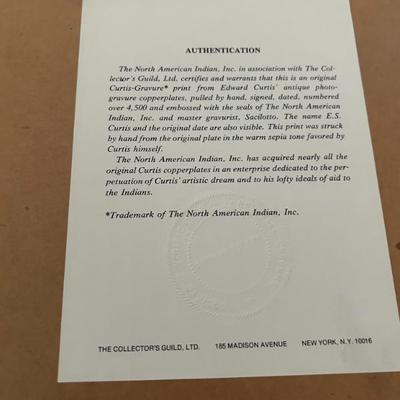 AUTHENTICATION
The North American Indian, Inc. in association with The Col-
lector's Guild, Ltd. certifies and warrants that this is an original
Curtis-Gravure* print from Edward Curtis' antique photo-
gravure copperplates, pulled by hand, signed, dated, numbered
over 4,500 and embossed with the seals of The North American
Indian, Inc. and master gravurist, Sacilotto. The name E.S.
Curtis and the original date are also visible. This print was struck
by hand from the original plate in the warm sepia tone favored by
Curtis himself.
The North American Indian, Inc. has acquired nearly all the
original Curtis copperplates in an enterprise dedicated to the per-
petuation of Curtis' artistic dream and to his lofty ideals of aid to
the Indians.
*Trademark of The North American Indian, Inc.
THE COLLECTOR'S GUILD, LTD. 185 MADISON AVENUE NEW YORK, N.Y. 10016